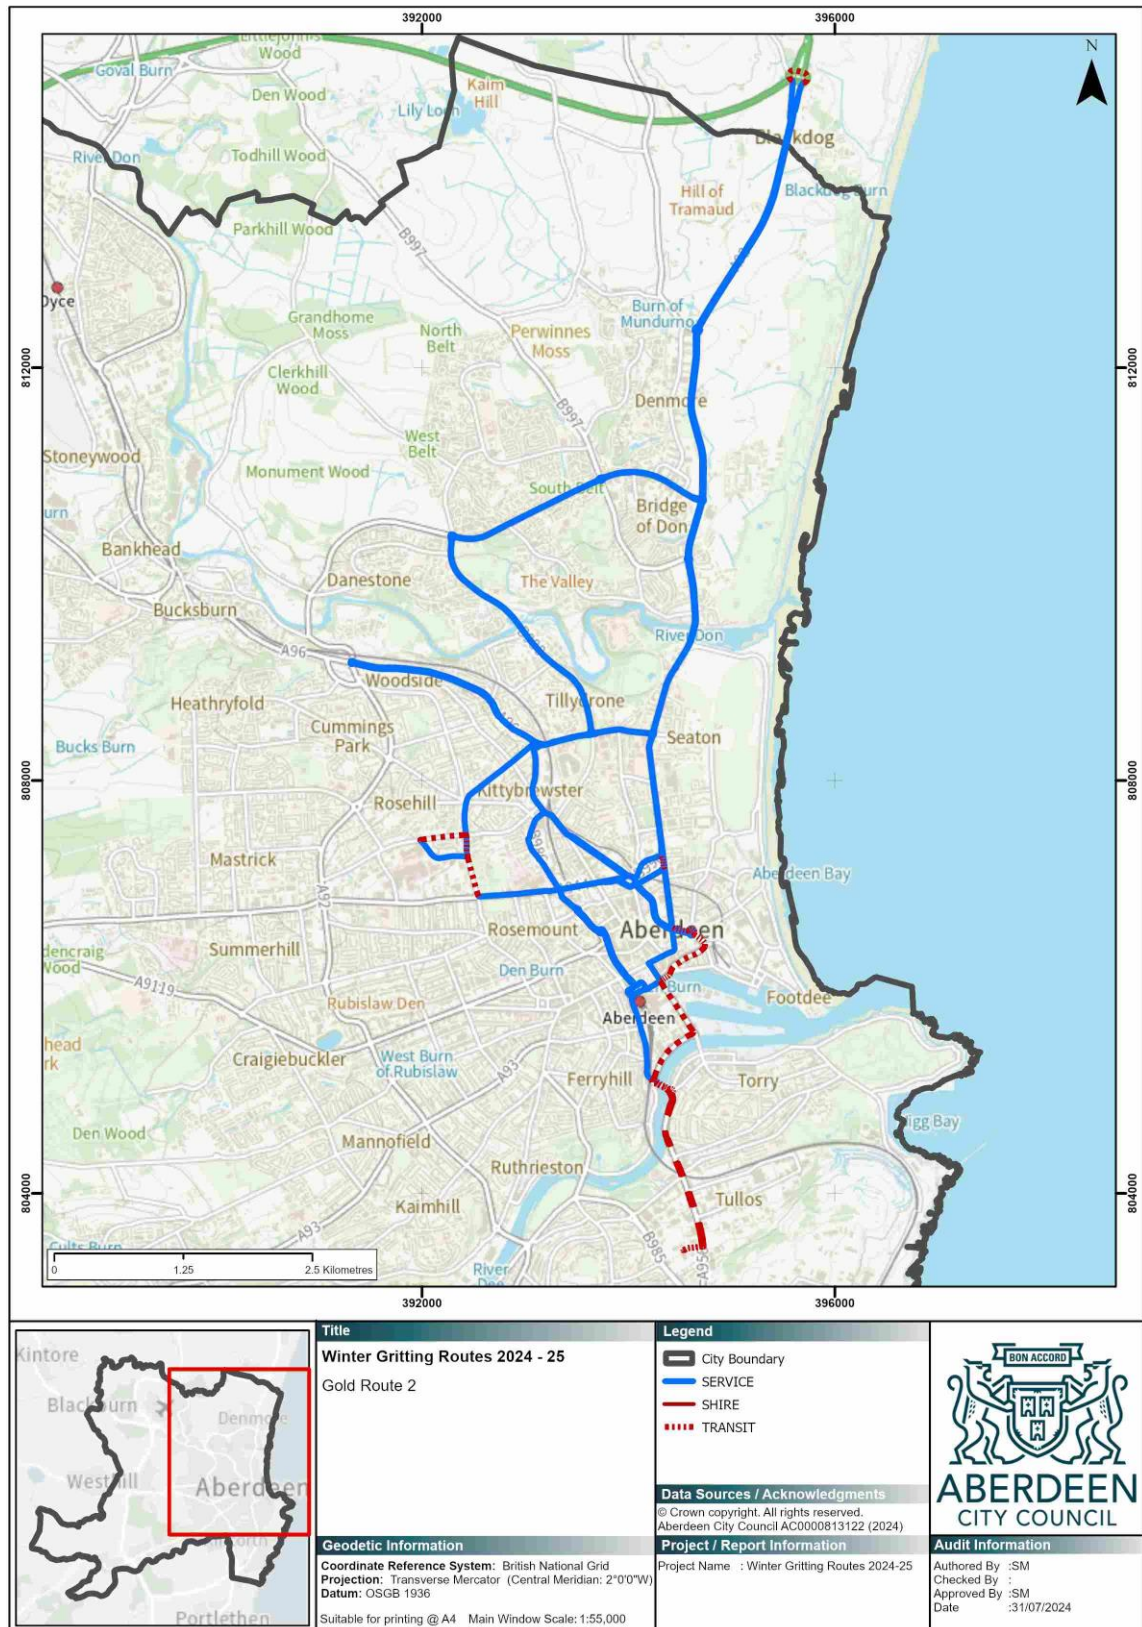 392000
396000
Littlejohn's
Wood
Goval Burn
Den Wood
Kaim
Hill
Lily Loch
N
River Don
Todhill Wood
Blackdog
Hill of
Tramaud
Blackdog Burn
Parkhill Wood
B997
Dyce
Grandhome
Moss
North
Belt
Burn of
Mundurno
Perwinnes
Moss
812000
812000
Clerkhill
Wood
Denmore
B997
West
Belt
Stoneywood
Monument Wood
South Belt
Bridge
of Don
Bankhead
Danestone
The Valley
Bucksburn
River Don
A96
Woodside
Heathryfold
Tillydrone
Cummings
Park
Seaton
Bucks Burn
808000
808000
Kittybrewster
Rosehill
Mastrick
Aberdeen Bay
A92
Rosemount
Aberdeen
Summerhill
Den Burn
A9119
Rubislaw Den
Footdee
Aberdeen
Craigiebuckler
West Burn
of Rubislaw
A93
Ferryhill
Torry
Den Wood
Mannofield
Ruthrieston
804000
804000
Kaimhill
Tullos
A93
Cults Burn
B985
River
Dee
A956
0
1.25
2.5 Kilometres
392000
396000
Kintore
Blackburn
Denmore
Westhill
Aberdeen
Portlethen
Title
Winter Gritting Routes 2024 - 25
Gold Route 2
Geodetic Information
Coordinate Reference System: British National Grid
Projection: Transverse Mercator (Central Meridian: 2°0'0"W)
Datum: OSGB 1936
Suitable for printing @ A4 Main Window Scale: 1:55,000
Legend
City Boundary
SERVICE
SHIRE
TRANSIT
Data Sources / Acknowledgments
© Crown copyright. All rights reserved.
Aberdeen City Council AC0000813122 (2024)
Project / Report Information
Project Name : Winter Gritting Routes 2024-25
BON ACCORD
ABERDEEN
CITY COUNCIL
Audit Information
Authored By :SM
Checked By :
Approved By :SM
Date :31/07/2024